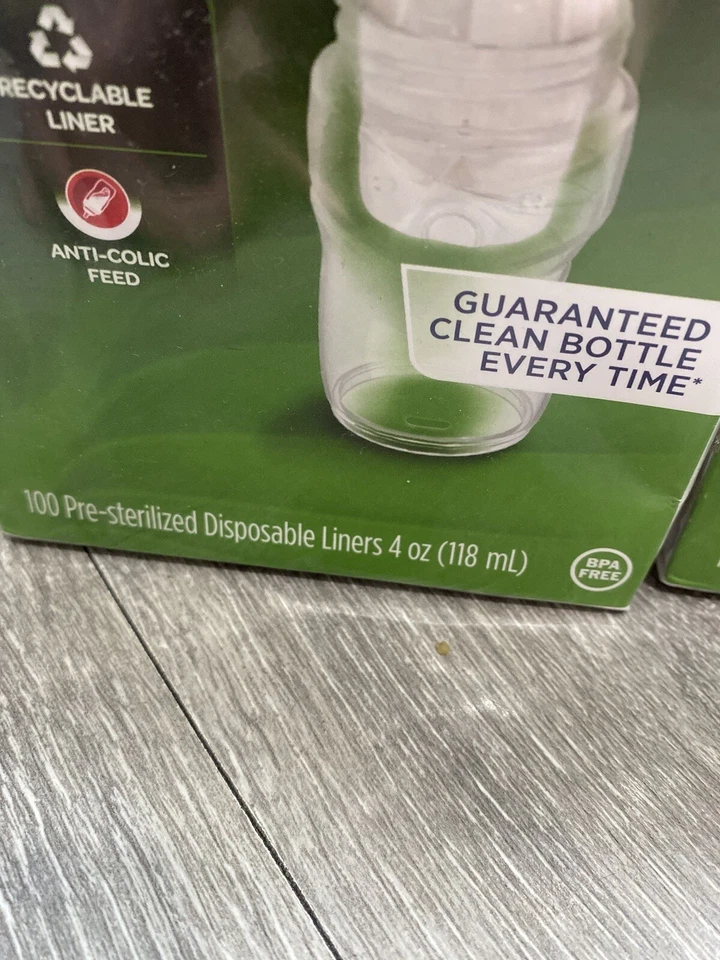 RECYCLABLE
LINER
ANTI-COLIC
FEED
GUARANTEED
CLEAN BOTTLE
EVERY TIME*
100 Pre-sterilized Disposable Liners 4 oz (118 mL)
BPA
FREE